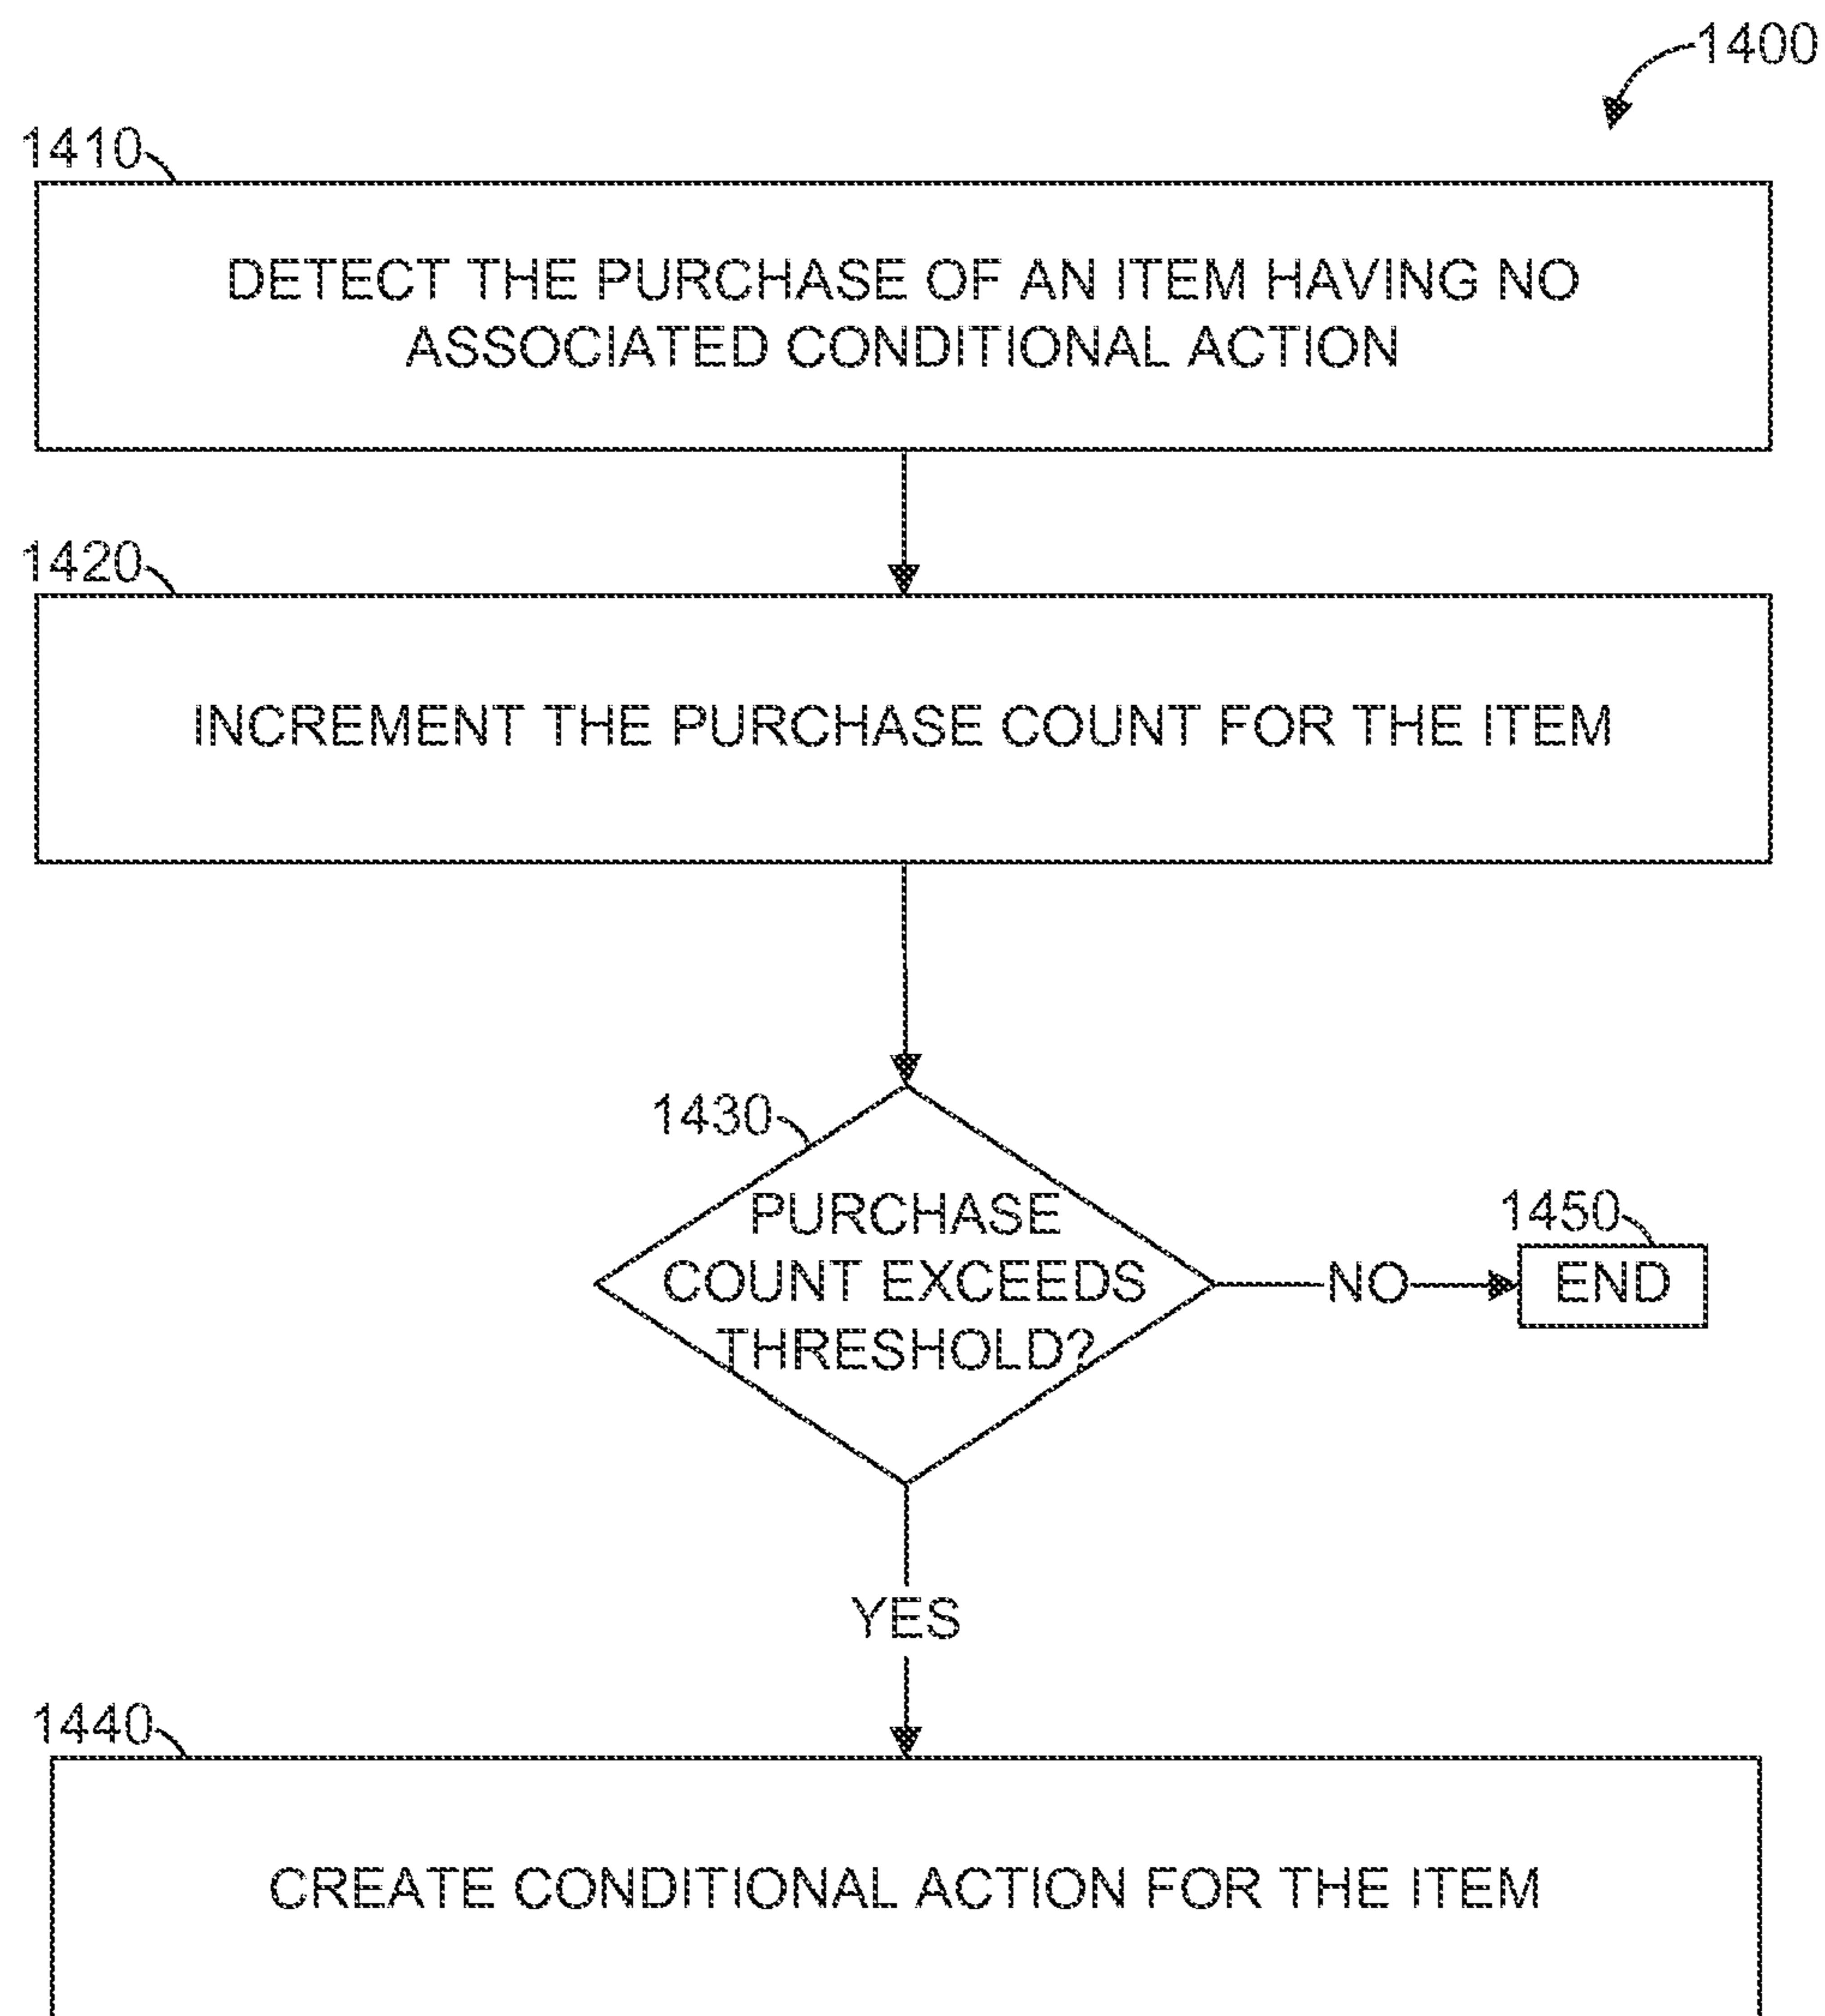 1400
1410
DETECT THE PURCHASE OF AN ITEM HAVING NO
ASSOCIATED CONDITIONAL ACTION
1420
INCREMENT THE PURCHASE COUNT FOR THE ITEM
1430
PURCHASE
COUNT EXCEEDS
THRESHOLD?
NO
1450
END
YES
1440
CREATE CONDITIONAL ACTION FOR THE ITEM